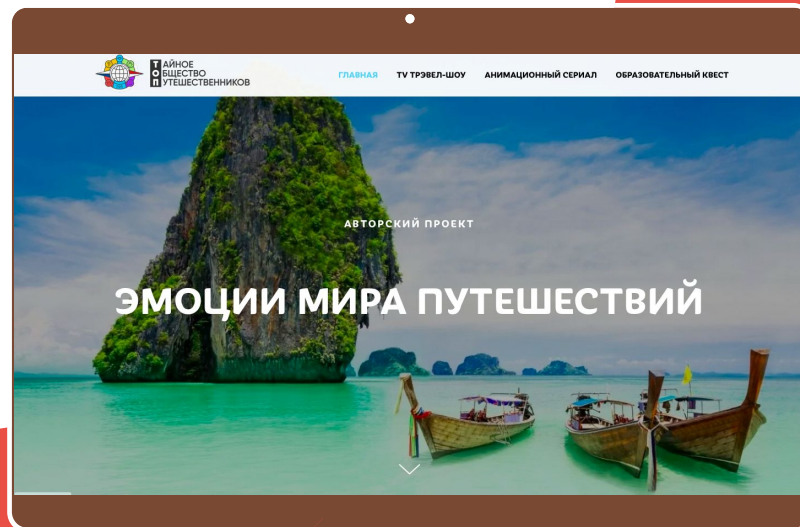 ТАЙНОЕ
ОБЩЕСТВО
ПУТЕШЕСТВЕННИКОВ
ГЛАВНАЯ TV ТРЭВЕЛ-ШОУ АНИМАЦИОННЫЙ СЕРИАЛ ОБРАЗОВАТЕЛЬНЫЙ КВЕСТ
АВТОРСКИЙ ПРОЕКТ
ЭМОЦИИ МИРА ПУТЕШЕСТВИЙ